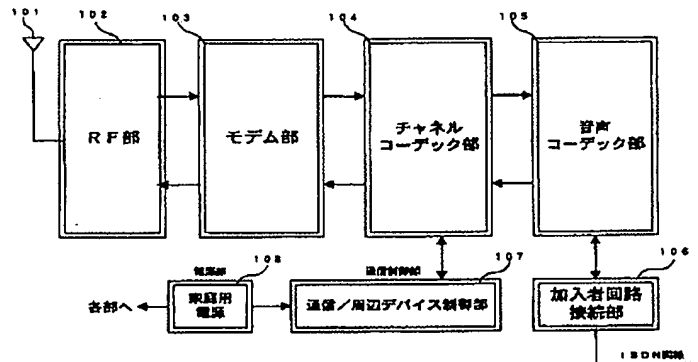 101
102
103
104
105
RF部
モデム部
チャネル
コーデック部
音声
コーデック部
電源部
108
通信制御部
107
106
各部へ
家庭用
電源
通信/周辺デバイス制御部
加入者回路
接続部
ISDN回線